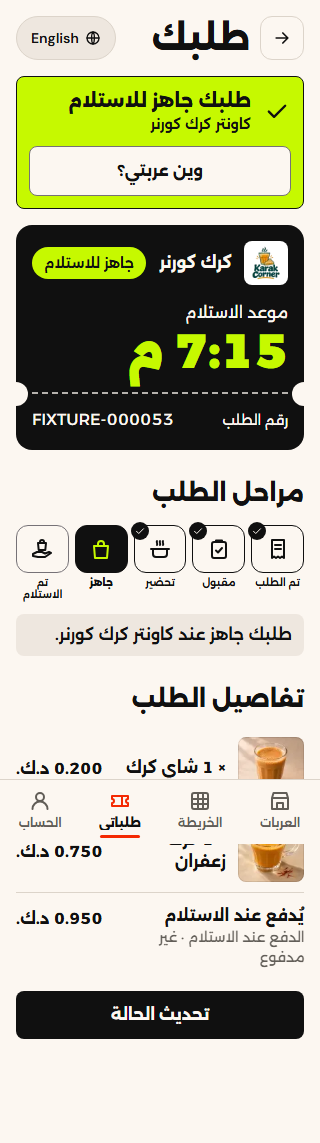 طلبك
English
طلبك جاهز للاستلام
كاونتر كرك كورنر
وين عربتي؟
Karak Corner
كرك كورنر
جاهز للاستلام
موعد الاستلام
7:15 م
رقم الطلب
FIXTURE-000053
مراحل الطلب
تم الطلب
مقبول
تحضير
جاهز
تم الاستلام
طلبك جاهز عند كاونتر كرك كورنر.
تفاصيل الطلب
× 1 شاي كرك
0.200 د.ك.
العربات
الخريطة
طلباتي
الحساب
زعفران
0.750 د.ك.
يُدفع عند الاستلام
0.950 د.ك.
الدفع عند الاستلام · غير
مدفوع
تحديث الحالة